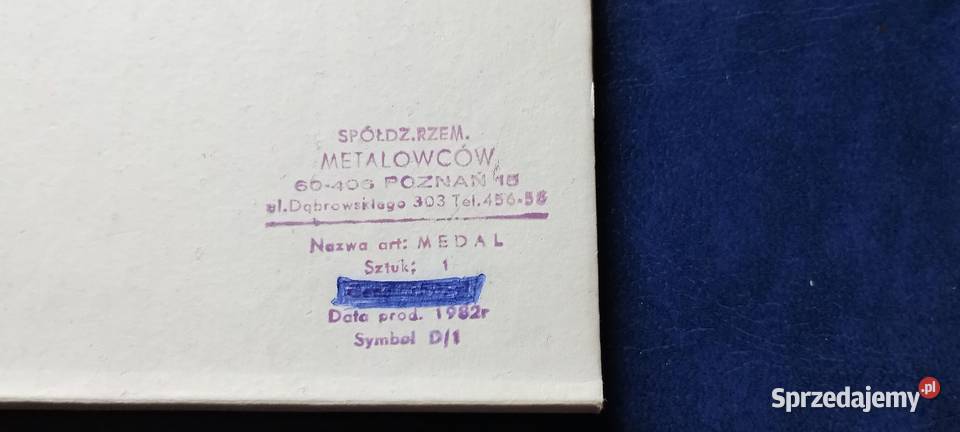 SPÓŁDZ.RZEM.
METALOWCÓW
60-406 POZNAŃ 15
ul.Dąbrowskiego 303 Tel.456-58
Nazwa art: MEDAL
Sztuk: 1
Data prod. 1982r
Symbol D/1
Sprzedajemy.pl